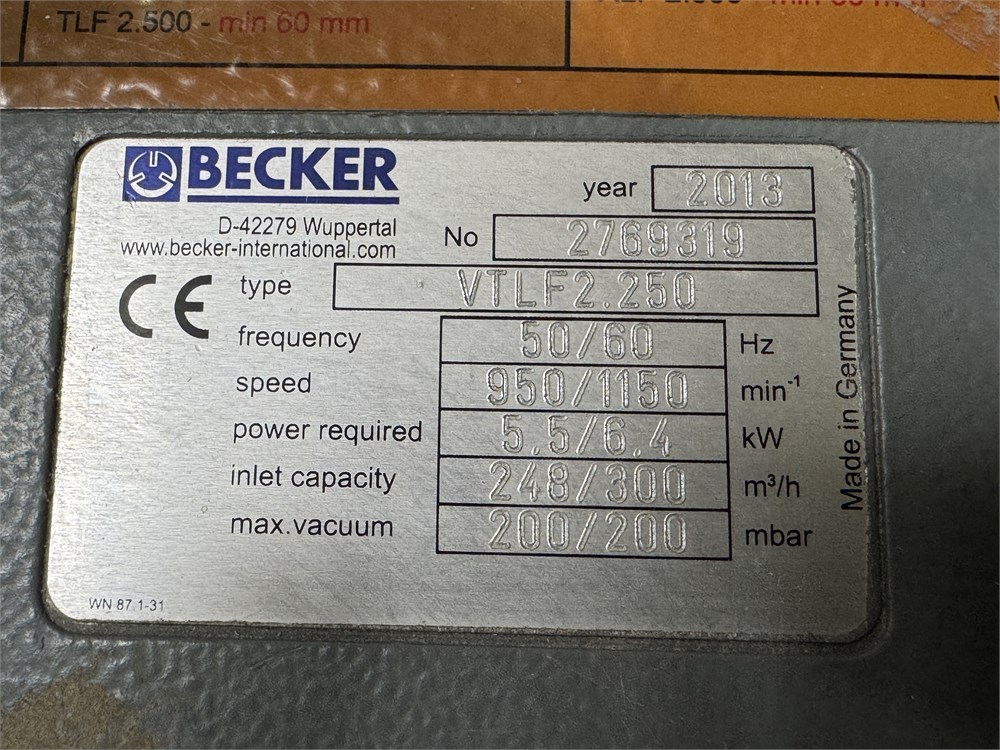 TLF 2.500 - min 60 mm
BECKER
D-42279 Wuppertal
www.becker-international.com
CE
year 2013
No 2769319
type VTLF2.250
frequency 50/60 Hz
speed 950/1150 min⁻¹
power required 5,5/6,4 kW
inlet capacity 248/300 m³/h
max.vacuum 200/200 mbar
WN 87 1-31
Made in Germany